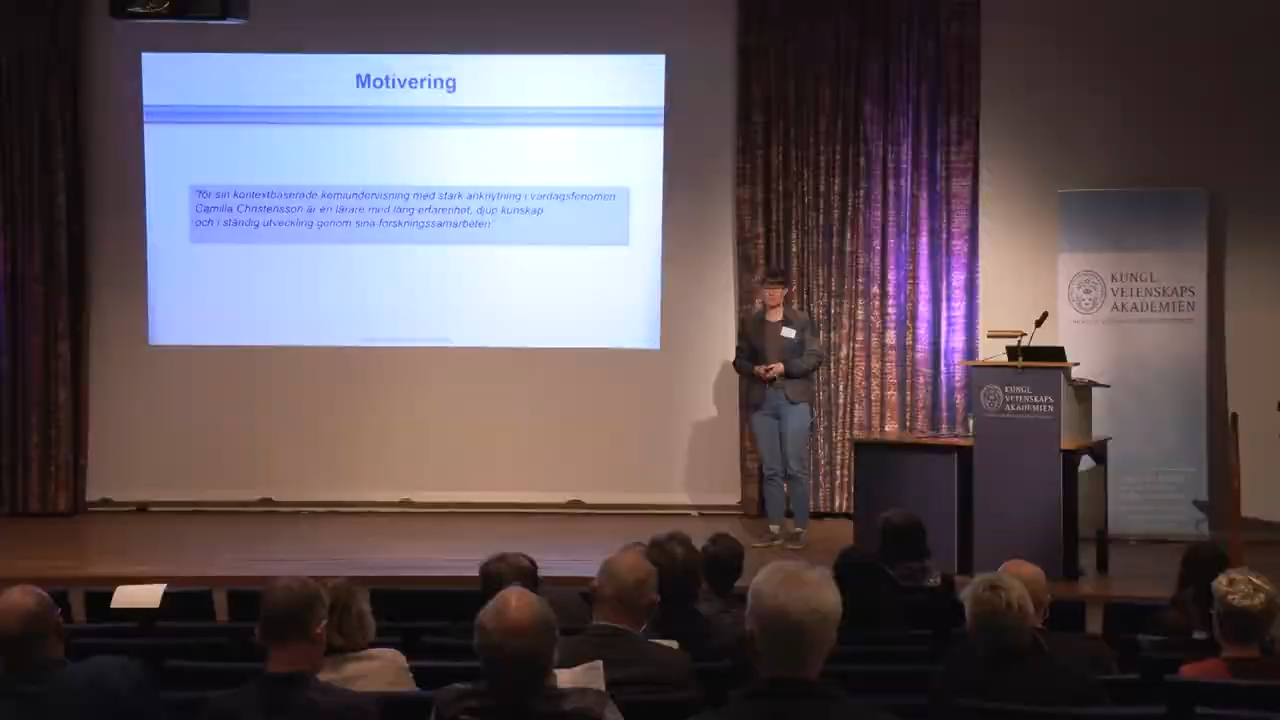 Motivering
"för sin kontextbaserade kemiundervisning med stark anknytning i vardagsfenomen
Camilla Christensson är en lärare med lång erfarenhet, djup kunskap
och i ständig utveckling genom sina forskningssamarbeten"
KUNGL.
VETENSKAPS
AKADEMIEN
KUNGL.
VETENSKAPS
AKADEMIEN